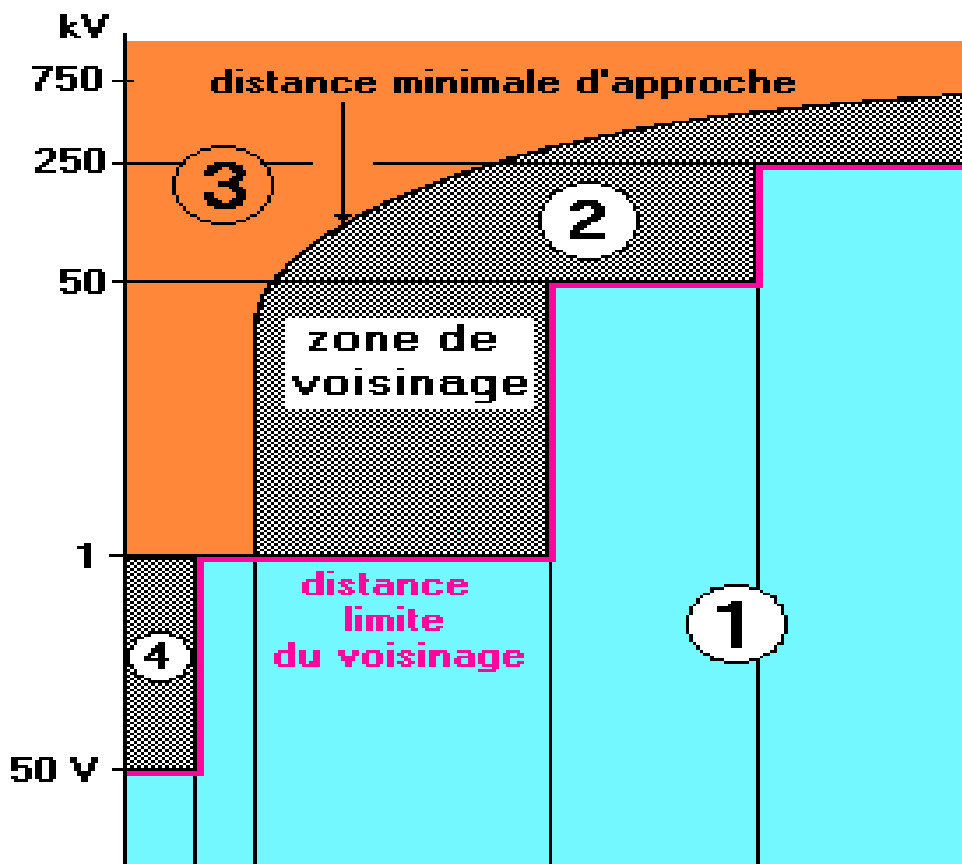 kV
750
distance minimale d'approche
250
3
2
50
zone de
voisinage
1
distance
limite
du voisinage
1
4
50 V